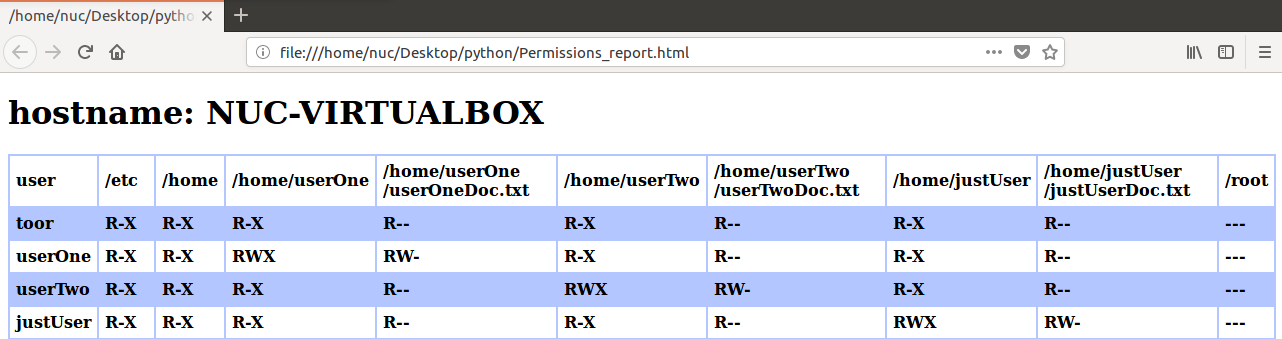 /home/nuc/Desktop/pytho
file:///home/nuc/Desktop/python/Permissions_report.html
hostname: NUC-VIRTUALBOX
user /etc /home /home/userOne /home/userOne /userOneDoc.txt /home/userTwo /home/userTwo /userTwoDoc.txt /home/justUser /home/justUser /justUserDoc.txt /root
toor R-X R-X R-X R-- R-X R-- R-X R-- ---
userOne R-X R-X RWX RW- R-X R-- R-X R-- ---
userTwo R-X R-X R-X R-- RWX RW- R-X R-- ---
justUser R-X R-X R-X R-- R-X R-- RWX RW- ---